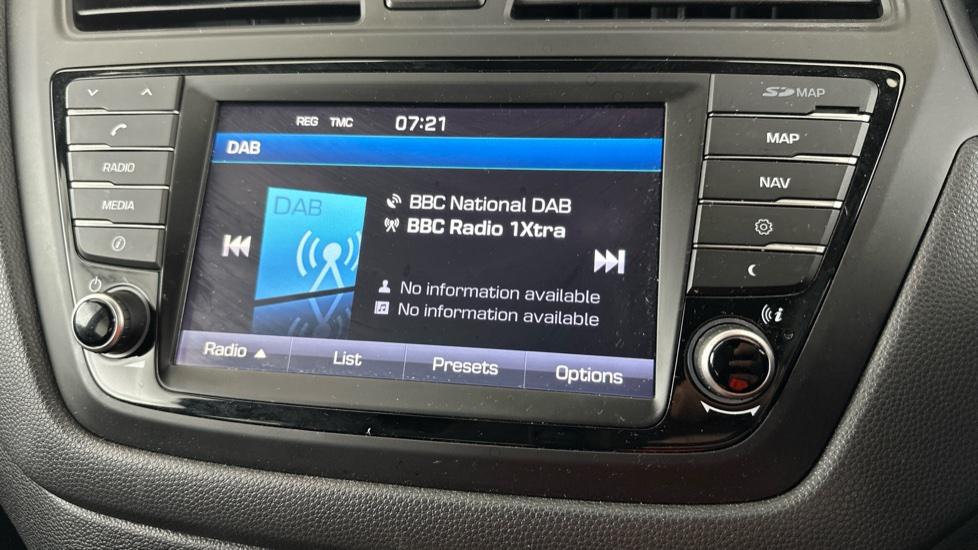 REG TMC 07:21
DAB
DAB
BBC National DAB
BBC Radio 1Xtra
No information available
No information available
Radio List Presets Options
RADIO
MEDIA
SD MAP
MAP
NAV
i